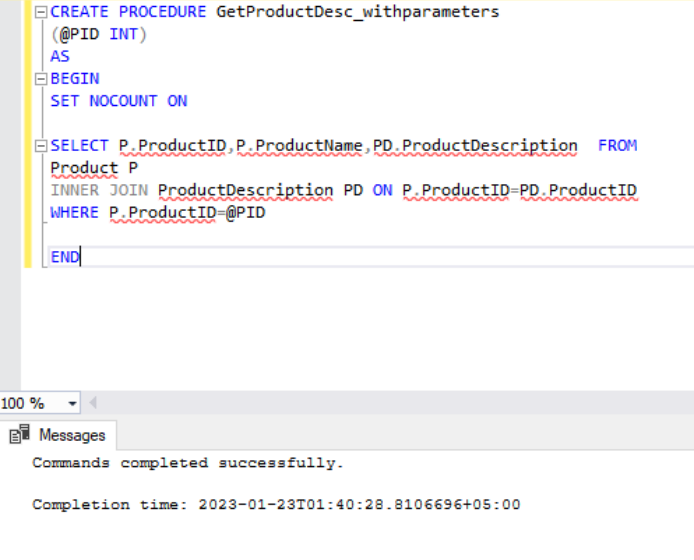 CREATE PROCEDURE GetProductDesc_withparameters
(@PID INT)
AS
BEGIN
SET NOCOUNT ON
SELECT P.ProductID,P.ProductName,PD.ProductDescription  FROM
Product P
INNER JOIN ProductDescription PD ON P.ProductID=PD.ProductID
WHERE P.ProductID=@PID
END
100 %
Messages
Commands completed successfully.
Completion time: 2023-01-23T01:40:28.8106696+05:00